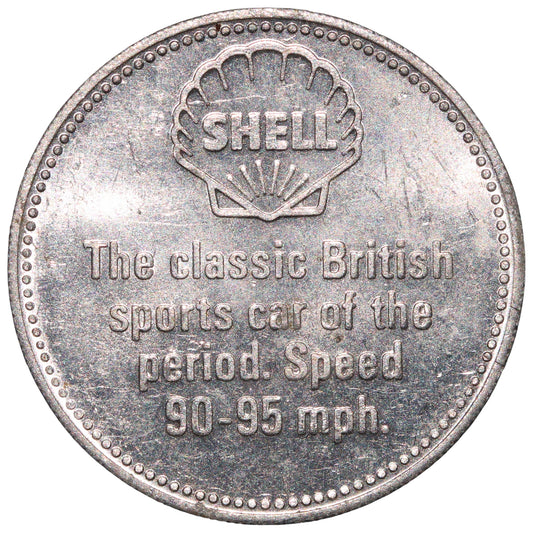 SHELL
The classic British
sports car of the
period. Speed
90-95 mph.